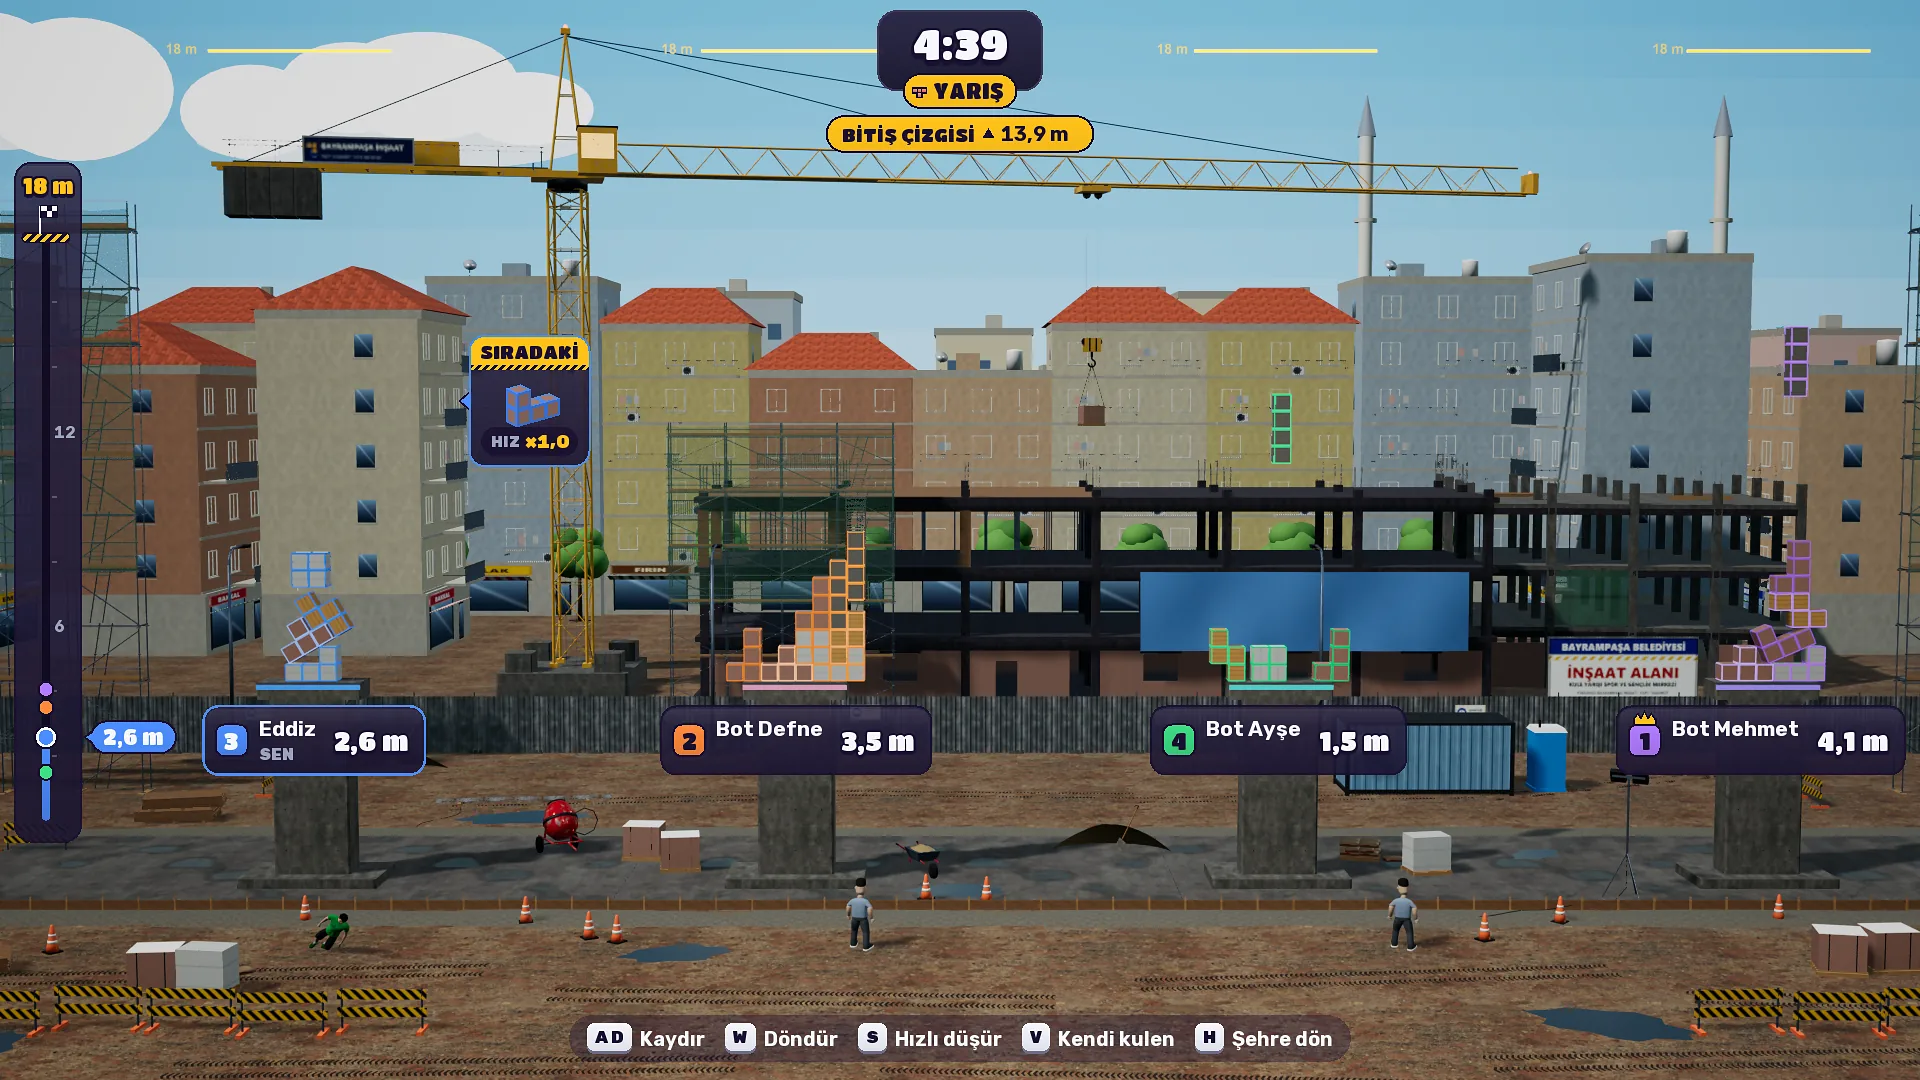 18 m
18 m
18 m
18 m
4:39
YARIŞ
BİTİŞ ÇİZGİSİ ▲ 13,9 m
BAYRAMPAŞA İNŞAAT
18 m
12
6
SIRADAKİ
HIZ x1,0
FIRIN
BAYRAMPAŞA BELEDİYESİ
İNŞAAT ALANI
2,6 m
3 Eddiz
SEN
2,6 m
2 Bot Defne 3,5 m
4 Bot Ayşe 1,5 m
1 Bot Mehmet 4,1 m
A D Kaydır W Döndür S Hızlı düşür V Kendi kulen H Şehre dön